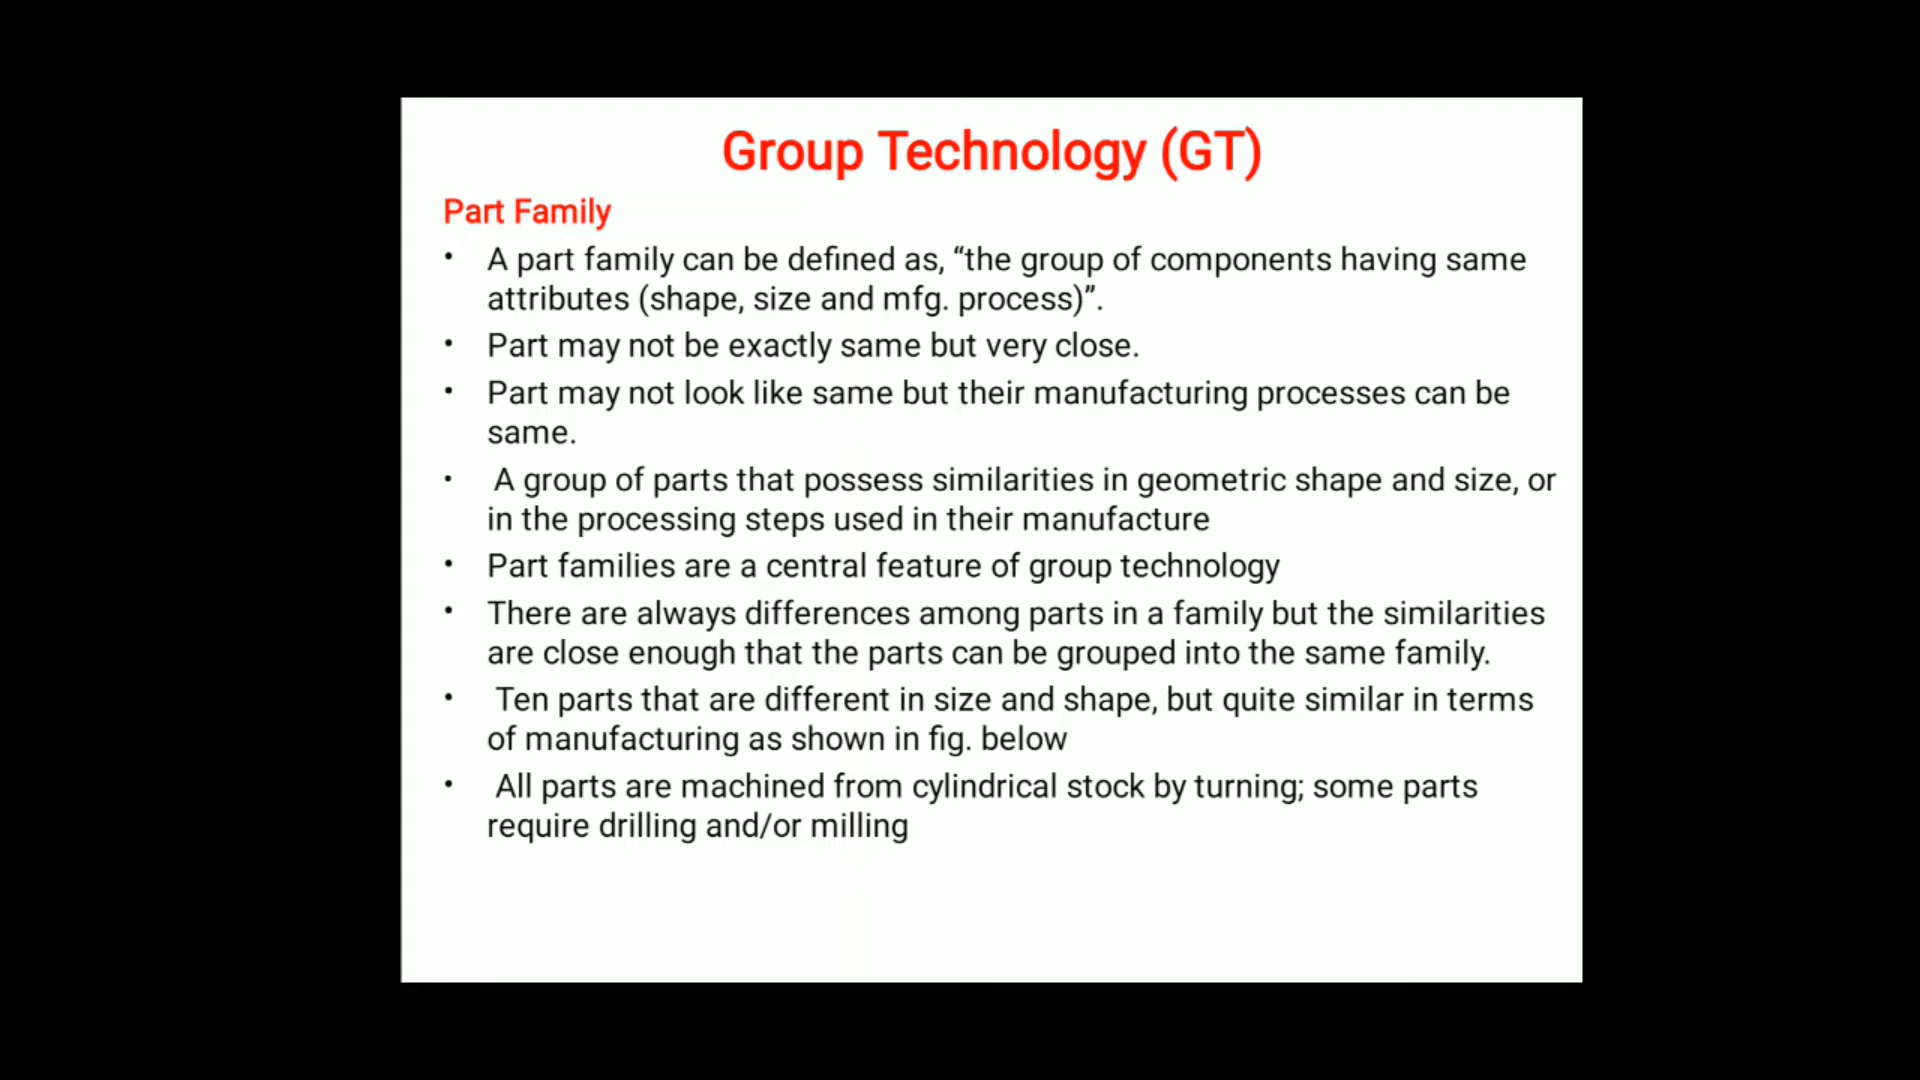 Group Technology (GT)
Part Family
• A part family can be defined as, “the group of components having same
attributes (shape, size and mfg. process)”.
• Part may not be exactly same but very close.
• Part may not look like same but their manufacturing processes can be
same.
• A group of parts that possess similarities in geometric shape and size, or
in the processing steps used in their manufacture
• Part families are a central feature of group technology
• There are always differences among parts in a family but the similarities
are close enough that the parts can be grouped into the same family.
• Ten parts that are different in size and shape, but quite similar in terms
of manufacturing as shown in fig. below
• All parts are machined from cylindrical stock by turning; some parts
require drilling and/or milling